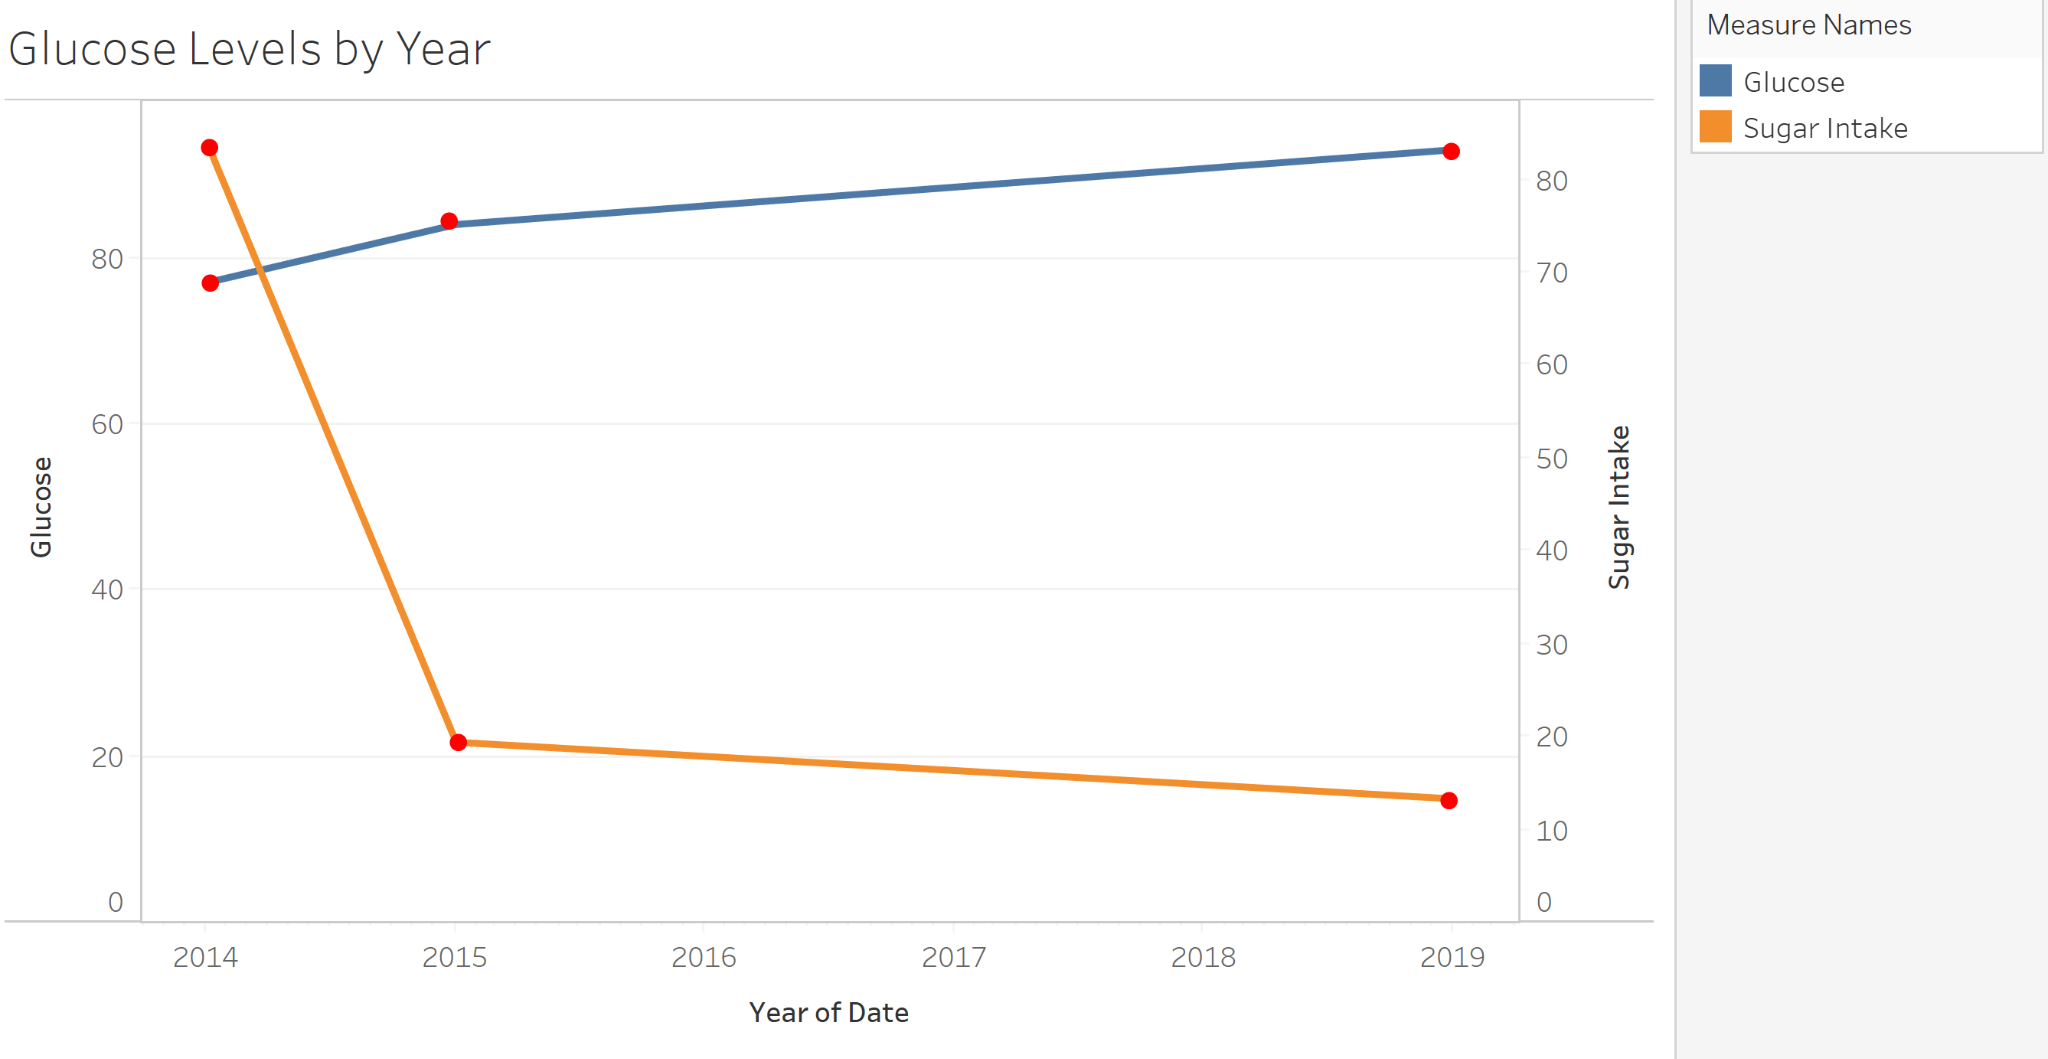 Glucose Levels by Year
Measure Names
Glucose
Sugar Intake
80
60
40
20
0
Glucose
80
70
60
50
40
30
20
10
0
Sugar Intake
2014 2015 2016 2017 2018 2019
Year of Date